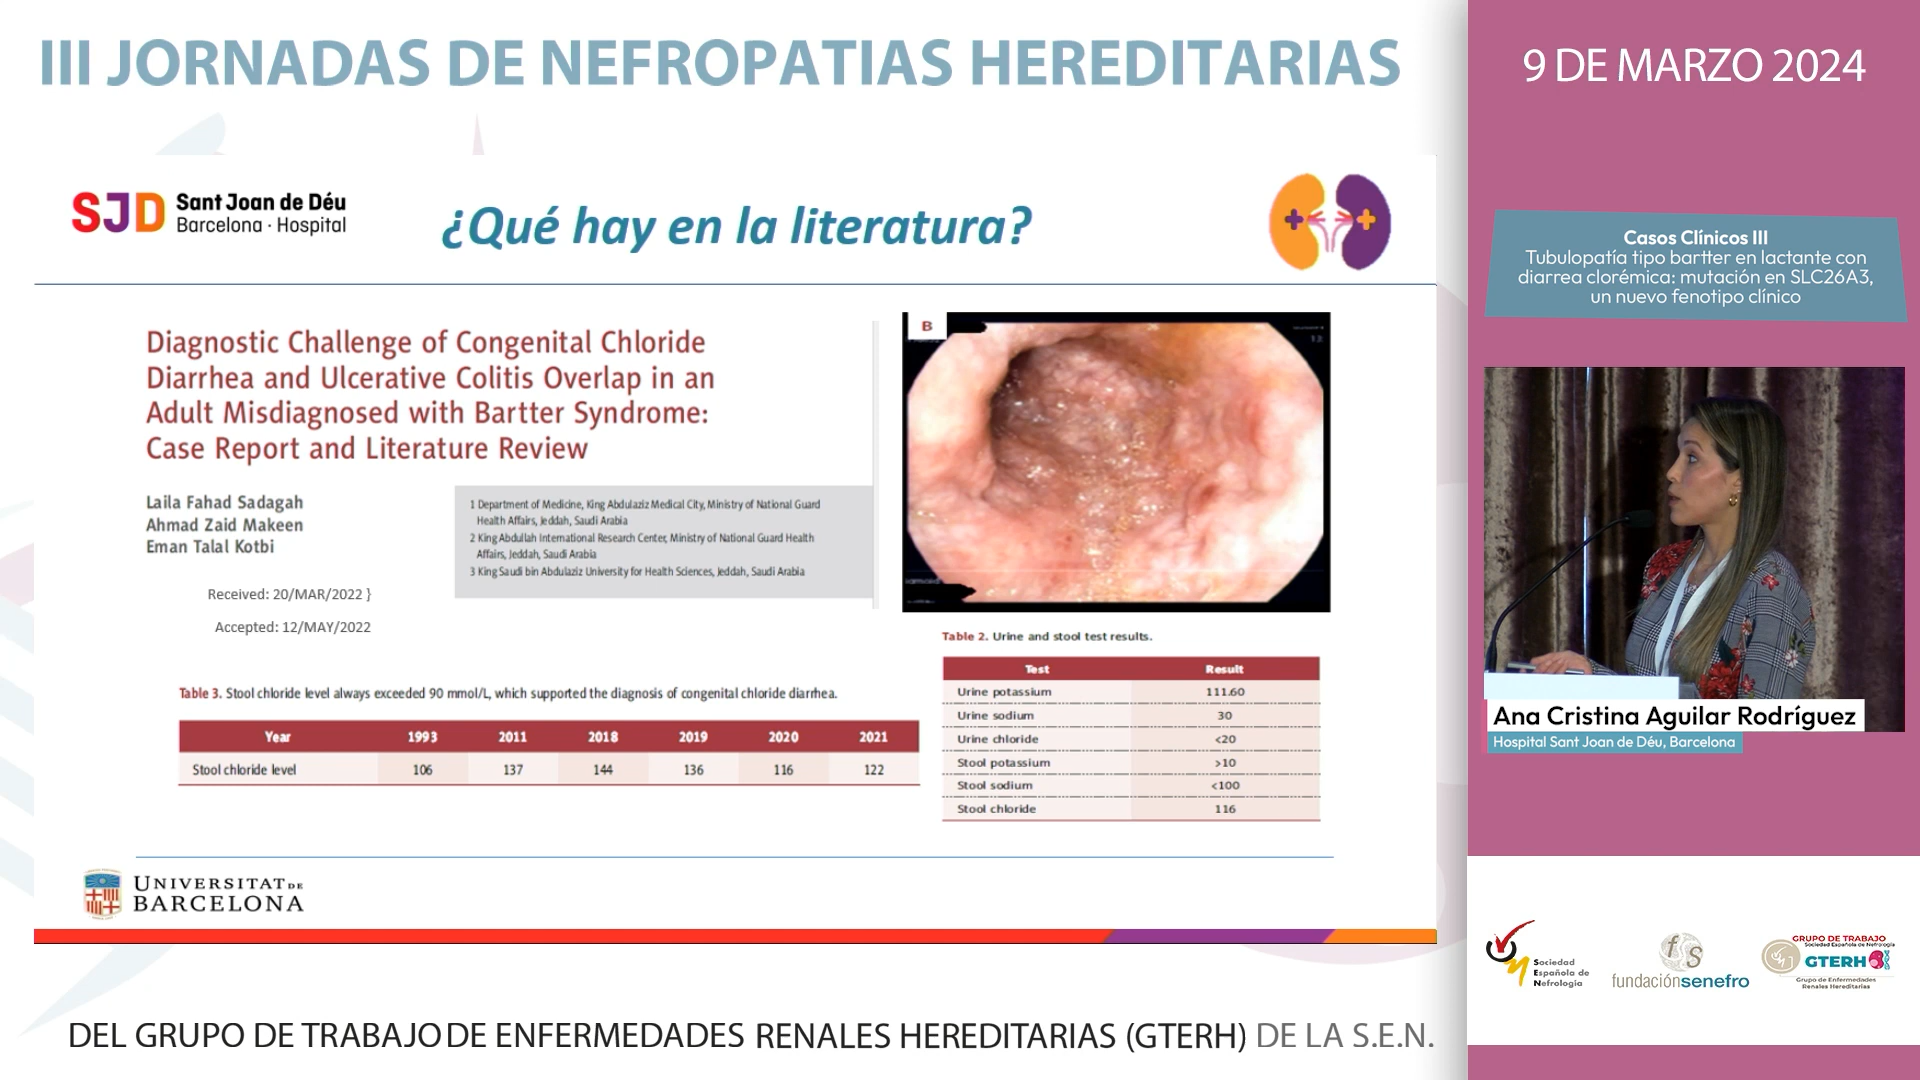 III JORNADAS DE NEFROPATIAS HEREDITARIAS
9 DE MARZO 2024
SJD
Sant Joan de Déu
Barcelona · Hospital
¿Qué hay en la literatura?
Casos Clínicos III
Tubulopatía tipo bartter en lactante con
diarrea clorémica: mutación en SLC26A3,
un nuevo fenotipo clínico
Diagnostic Challenge of Congenital Chloride
Diarrhea and Ulcerative Colitis Overlap in an
Adult Misdiagnosed with Bartter Syndrome:
Case Report and Literature Review
Laila Fahad Sadagah
Ahmad Zaid Makeen
Eman Talal Kotbi
1 Department of Medicine, King Abdulaziz Medical City, Ministry of National Guard
Health Affairs, Jeddah, Saudi Arabia
2 King Abdullah International Research Center, Ministry of National Guard Health
Affairs, Jeddah, Saudi Arabia
3 King Saudi bin Abdulaziz University for Health Sciences, Jeddah, Saudi Arabia
Received: 20/MAR/2022 }
Accepted: 12/MAY/2022
B
Table 2. Urine and stool test results.
Test Result
Urine potassium 111.60
Urine sodium 30
Urine chloride <20
Stool potassium >10
Stool sodium <100
Stool chloride 116
Table 3. Stool chloride level always exceeded 90 mmol/L, which supported the diagnosis of congenital chloride diarrhea.
Year 1993 2011 2018 2019 2020 2021
Stool chloride level 106 137 144 136 116 122
Ana Cristina Aguilar Rodríguez
Hospital Sant Joan de Déu, Barcelona
UNIVERSITAT DE
BARCELONA
Sociedad
Española de
Nefrología
fundaciónsenefro
GRUPO DE TRABAJO
Sociedad Española de Nefrología
GTERH
Grupo de Enfermedades
Renales Hereditarias
DEL GRUPO DE TRABAJO DE ENFERMEDADES RENALES HEREDITARIAS (GTERH) DE LA S.E.N.